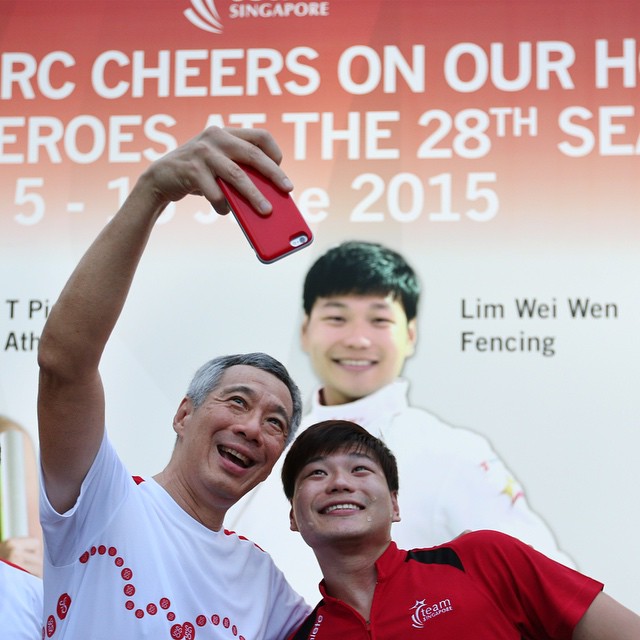 SINGAPORE
RC CHEERS ON OUR H
EROES AT THE 28TH SEA
5 - 1 June 2015
T Pi
Ath
Lim Wei Wen
Fencing
team
SINGAPORE